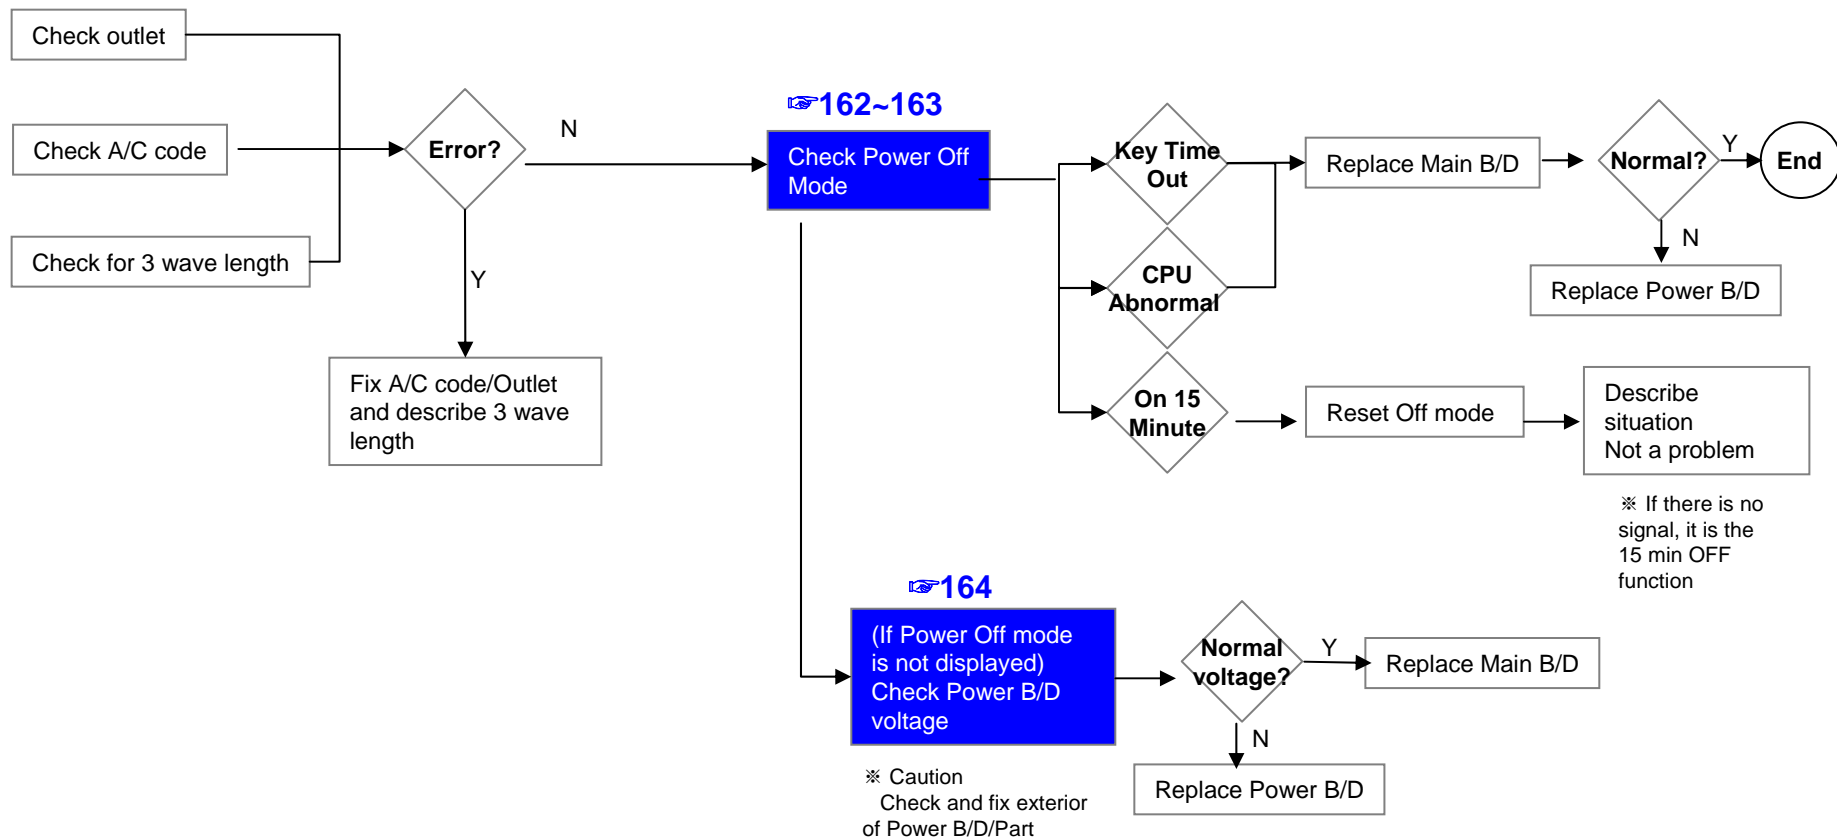 Check outlet
Check A/C code
Check for 3 wave length
Error?
N
Y
Fix A/C code/Outlet
and describe 3 wave
length
☞162~163
Check Power Off
Mode
Key Time
Out
CPU
Abnormal
On 15
Minute
Replace Main B/D
Normal?
Y
End
N
Replace Power B/D
Reset Off mode
Describe
situation
Not a problem
※ If there is no
signal, it is the
15 min OFF
function
☞164
(If Power Off mode
is not displayed)
Check Power B/D
voltage
※ Caution
Check and fix exterior
of Power B/D/Part
Normal
voltage?
Y
Replace Main B/D
N
Replace Power B/D